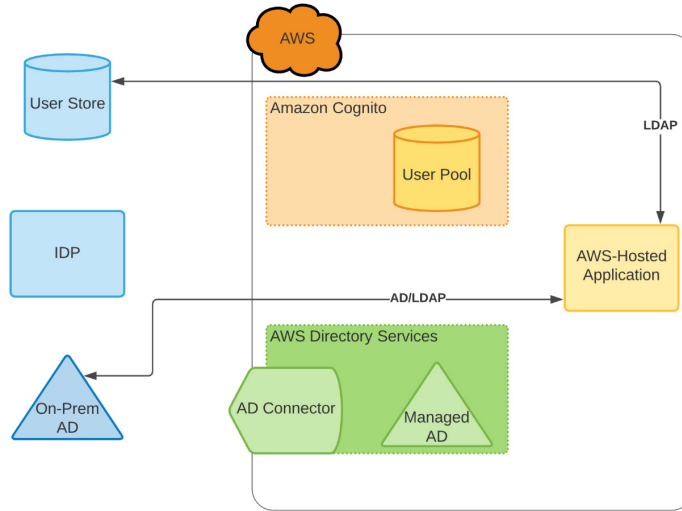 AWS
User Store
Amazon Cognito
LDAP
User Pool
IDP
AWS-Hosted
Application
AD/LDAP
AWS Directory Services
On-Prem
AD
AD Connector
Managed
AD